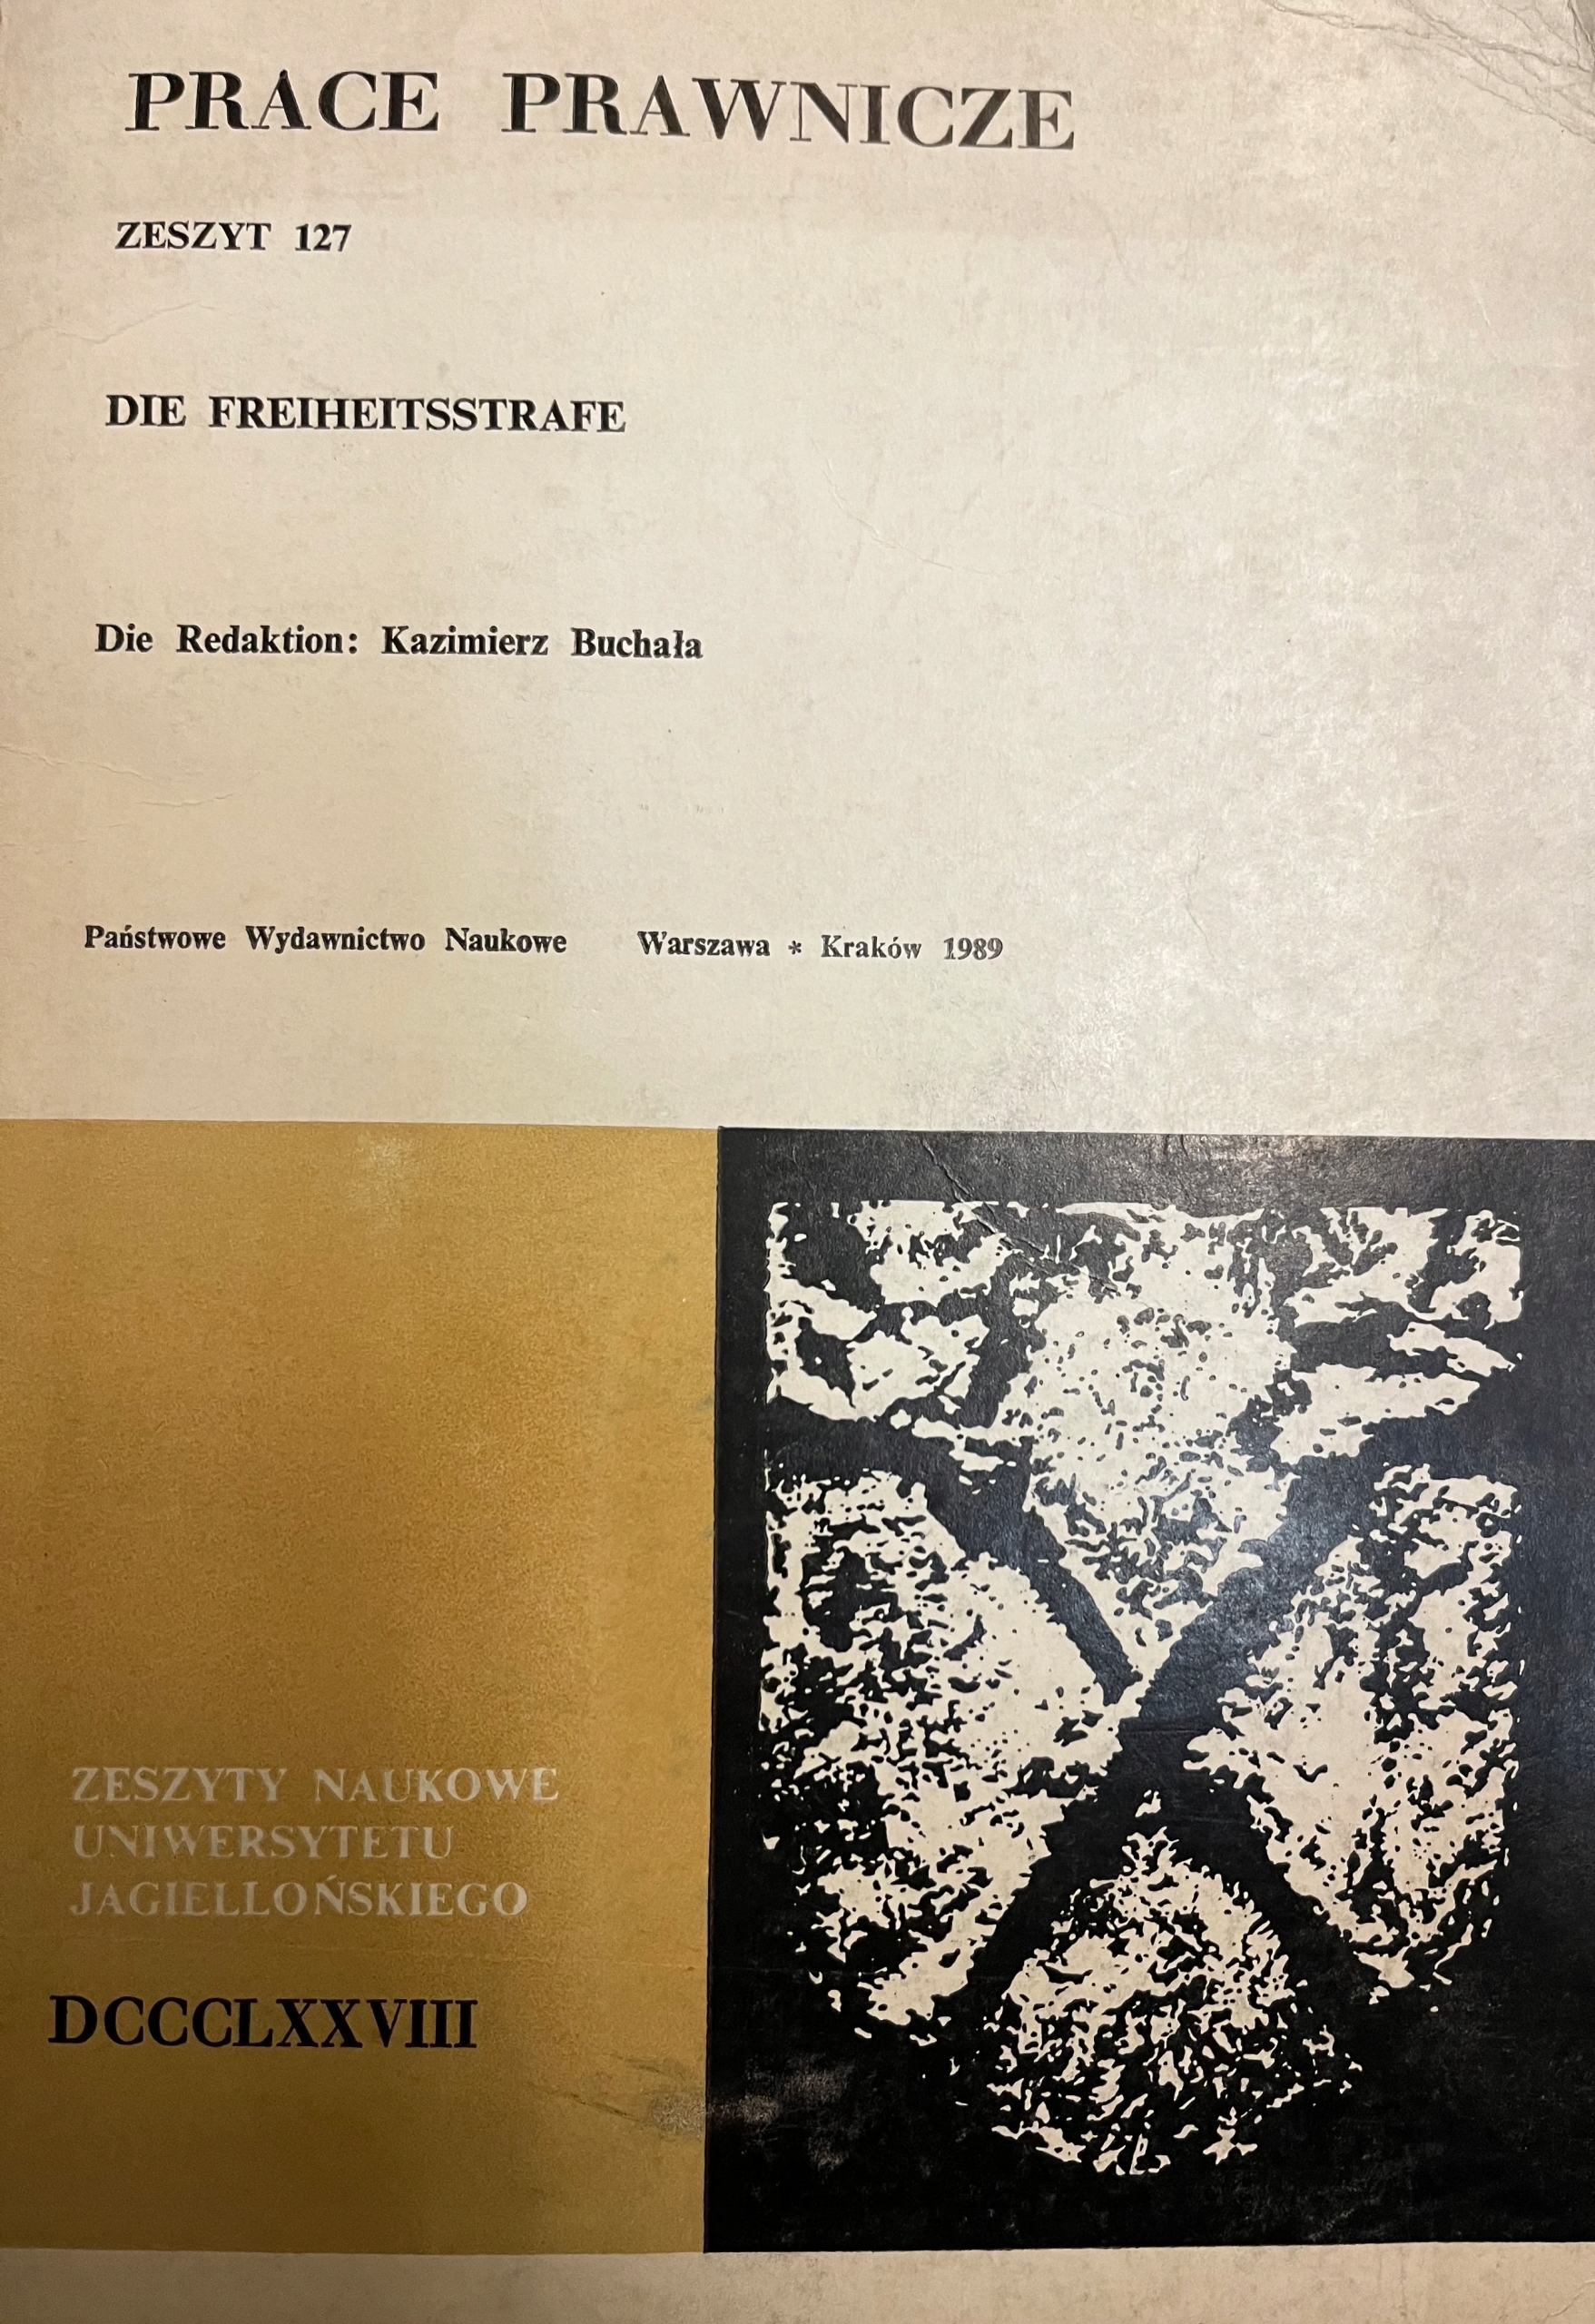 PRACE PRAWNICZE
ZESZYT 127
DIE FREIHEITSSTRAFE
Die Redaktion: Kazimierz Buchała
Państwowe Wydawnictwo Naukowe Warszawa * Kraków 1989
ZESZYTY NAUKOWE
UNIWERSYTETU
JAGIELLOŃSKIEGO
DCCCLXXVIII